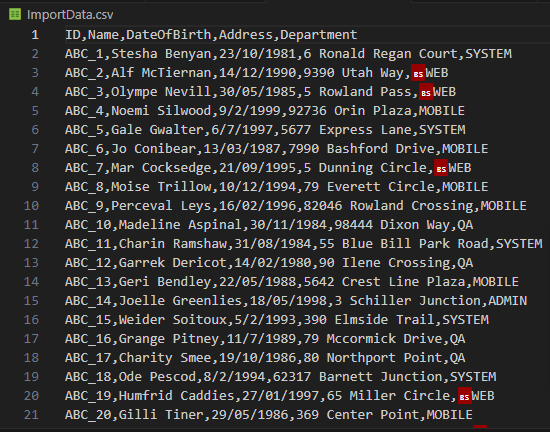 ImportData.csv
1 ID,Name,DateOfBirth,Address,Department
2 ABC_1,Stesha Benyan,23/10/1981,6 Ronald Regan Court,SYSTEM
3 ABC_2,Alf McTiernan,14/12/1990,9390 Utah Way,BSWEB
4 ABC_3,Olympe Nevill,30/05/1985,5 Rowland Pass,BSWEB
5 ABC_4,Noemi Silwood,9/2/1999,92736 Orin Plaza,MOBILE
6 ABC_5,Gale Gwalter,6/7/1997,5677 Express Lane,SYSTEM
7 ABC_6,Jo Conibear,13/03/1987,7990 Bashford Drive,MOBILE
8 ABC_7,Mar Cocksedge,21/09/1995,5 Dunning Circle,BSWEB
9 ABC_8,Moise Trillow,10/12/1994,79 Everett Circle,MOBILE
10 ABC_9,Perceval Leys,16/02/1996,82046 Rowland Crossing,MOBILE
11 ABC_10,Madeline Aspinal,30/11/1984,98444 Dixon Way,QA
12 ABC_11,Charin Ramshaw,31/08/1984,55 Blue Bill Park Road,SYSTEM
13 ABC_12,Garrek Dericot,14/02/1980,90 Ilene Crossing,QA
14 ABC_13,Geri Bendley,22/05/1988,5642 Crest Line Plaza,MOBILE
15 ABC_14,Joelle Greenlies,18/05/1998,3 Schiller Junction,ADMIN
16 ABC_15,Weider Soitoux,5/2/1993,390 Elmside Trail,SYSTEM
17 ABC_16,Grange Pitney,11/7/1989,79 Mccormick Drive,QA
18 ABC_17,Charity Smee,19/10/1986,80 Northport Point,QA
19 ABC_18,Ode Pescod,8/2/1994,62317 Barnett Junction,SYSTEM
20 ABC_19,Humfrid Caddies,27/01/1997,65 Miller Circle,BSWEB
21 ABC_20,Gilli Tiner,29/05/1986,369 Center Point,MOBILE